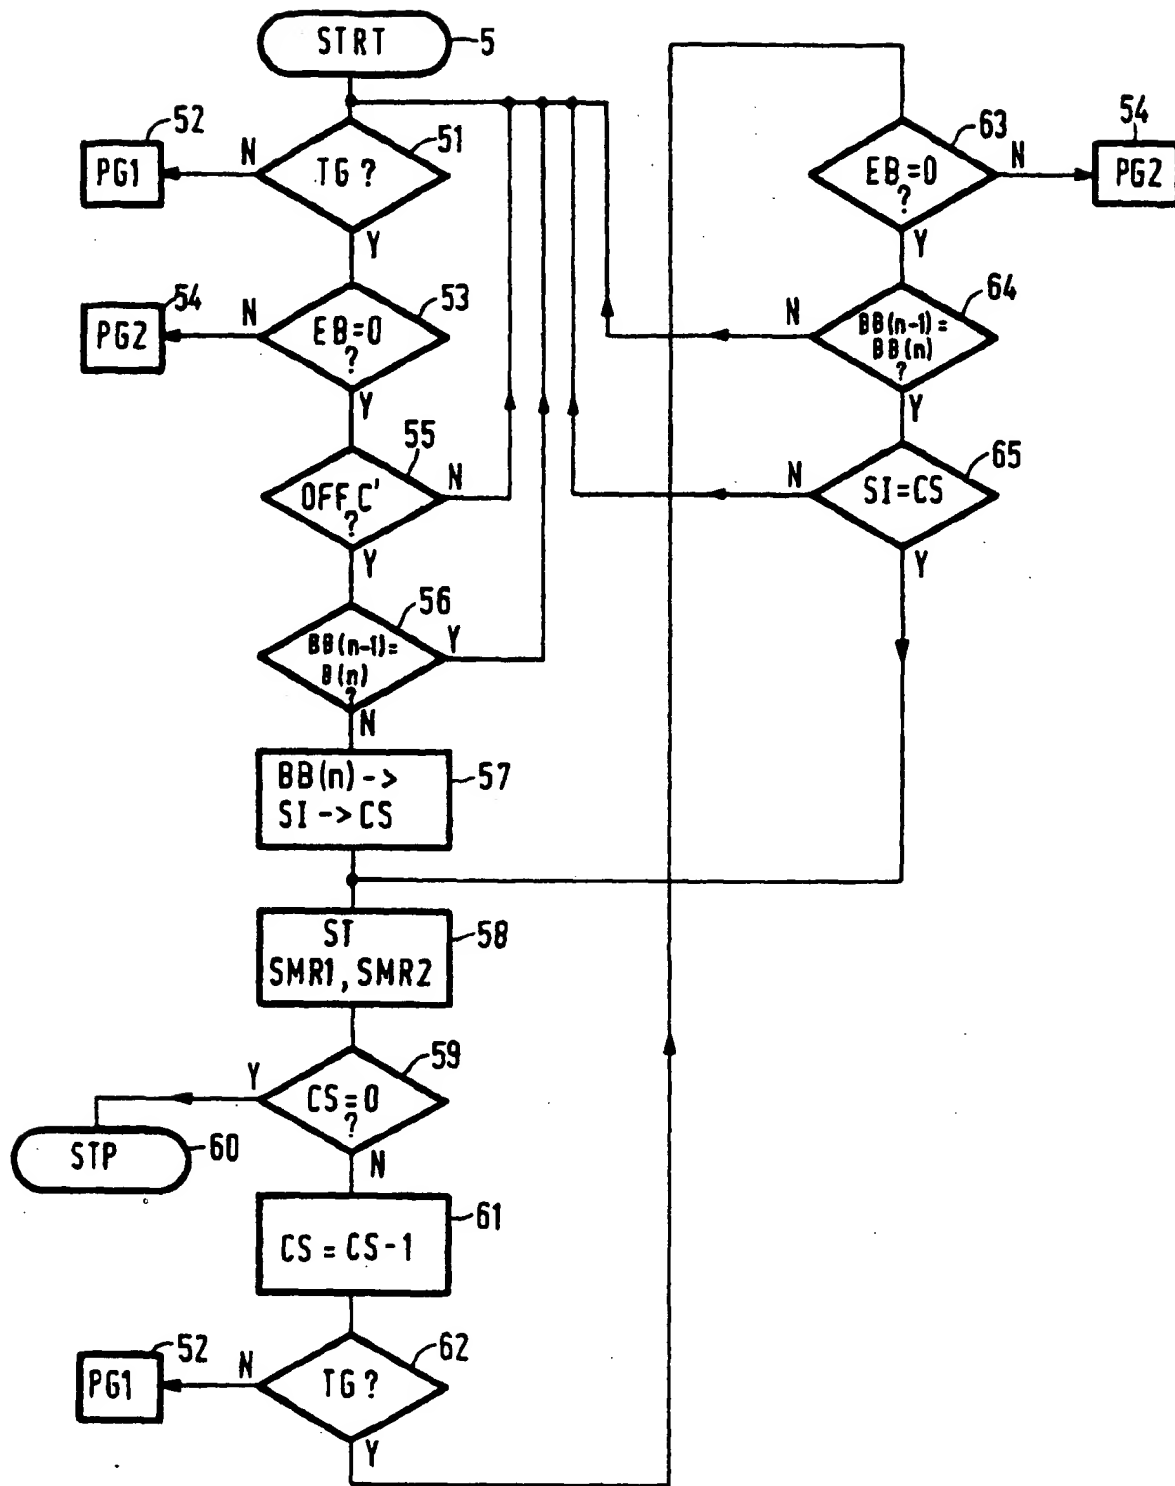 STRT
5
52
N
51
63
54
PG1
TG ?
EB=0
?
N
PG2
Y
Y
54
N
53
N
64
PG2
EB=0
?
BB(n-1)=
BB(n)
?
Y
Y
55
N
N
65
OFF,C'
?
SI=CS
Y
Y
56
Y
BB(n-1)=
B(n)
?
N
BB(n) ->
SI -> CS
57
ST
SMR1, SMR2
58
Y
59
CS=0
?
STP
60
N
61
CS = CS-1
52
N
62
PG1
TG ?
Y